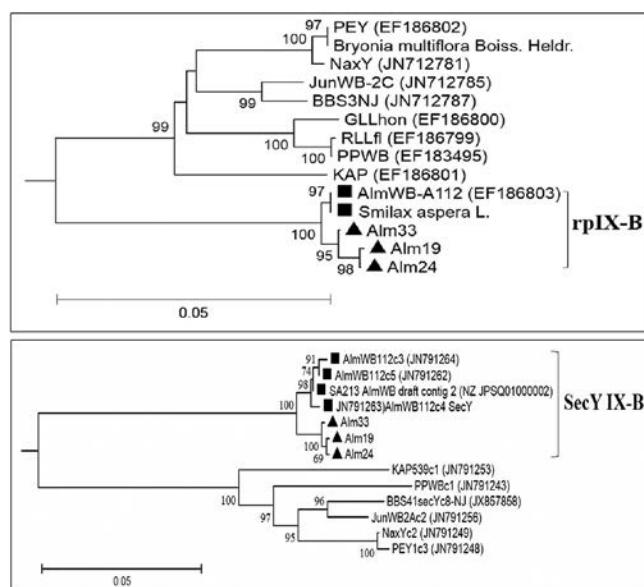 97
PEY (EF186802)
100
Bryonia multiflora Boiss. Heldr.
NaxY (JN712781)
JunWB-2C (JN712785)
99
BBS3NJ (JN712787)
99
GLLhon (EF186800)
100
RLLfl (EF186799)
100
PPWB (EF183495)
KAP (EF186801)
97
AlmWB-A112 (EF186803)
Smilax aspera L.
100
Alm33
95
Alm19
98
Alm24
rpIX-B
0.05
91
AlmWB112c3 (JN791264)
74
AlmWB112c5 (JN791262)
98
SA213 AlmWB draft contig 2 (NZ JPSQ01000002)
JN791263)AlmWB112c4 SecY
100
Alm33
Alm19
100
Alm24
69
SecY IX-B
KAP539c1 (JN791253)
100
PPWBc1 (JN791243)
97
BBS41secYc8-NJ (JX857858)
96
JunWB2Ac2 (JN791256)
95
NaxYc2 (JN791249)
100
PEY1c3 (JN791248)
0.05